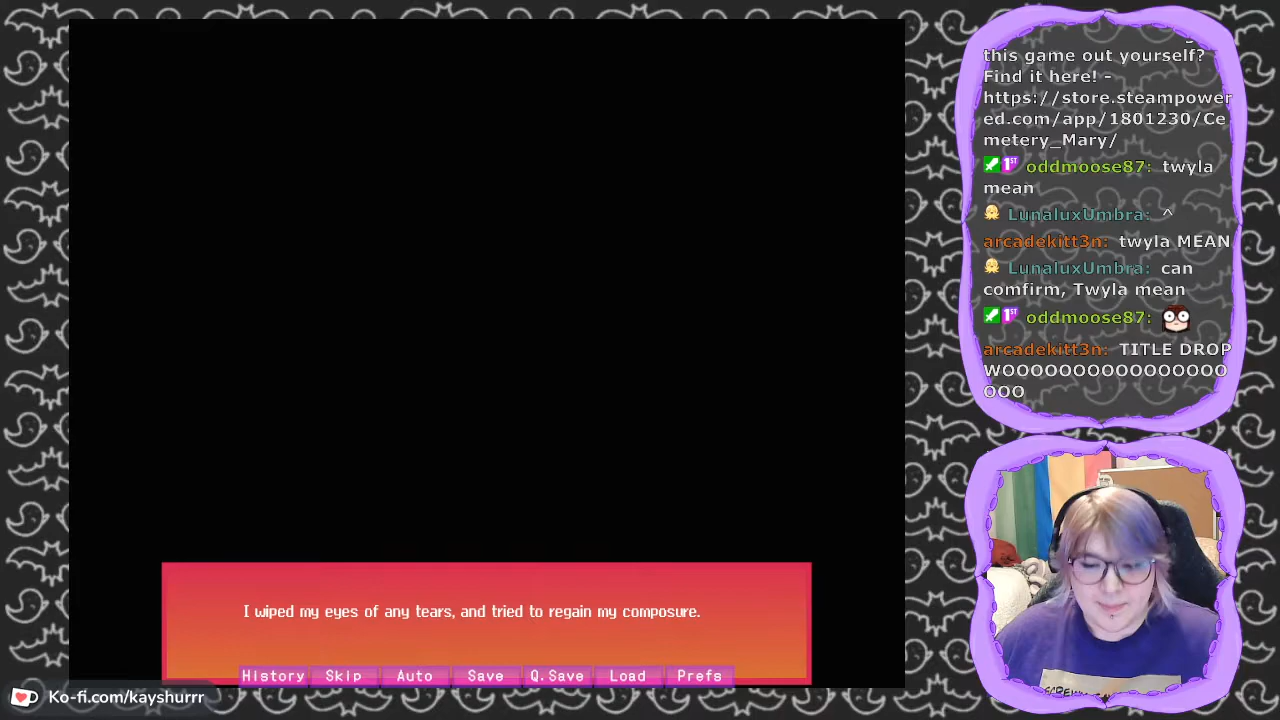 this game out yourself?
Find it here! -
https://store.steampower
ed.com/app/1801230/Ce
metery_Mary/
oddmoose87: twyla
mean
LunaluxUmbra: ^
arcadekitt3n: twyla MEAN
LunaluxUmbra: can
comfirm, Twyla mean
oddmoose87:
arcadekitt3n: TITLE DROP
WOOOOOOOOOOOOOOOO
OOO
I wiped my eyes of any tears, and tried to regain my composure.
History Skip Auto Save Q.Save Load Prefs
Ko-fi.com/kayshurrr